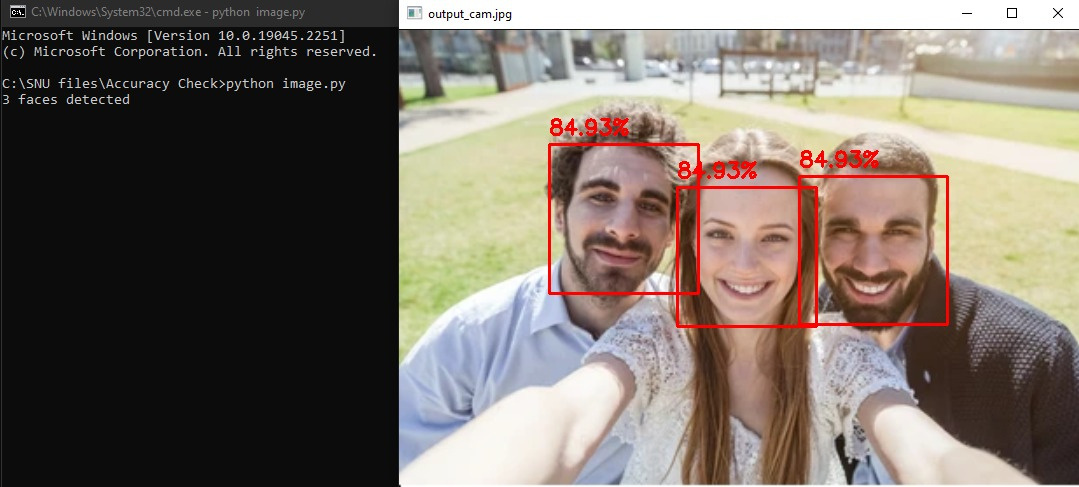 C:\Windows\System32\cmd.exe - python image.py
Microsoft Windows [Version 10.0.19045.2251]
(c) Microsoft Corporation. All rights reserved.
C:\SNU files\Accuracy Check>python image.py
3 faces detected
output_cam.jpg
84.93%
84.93%
84.93%